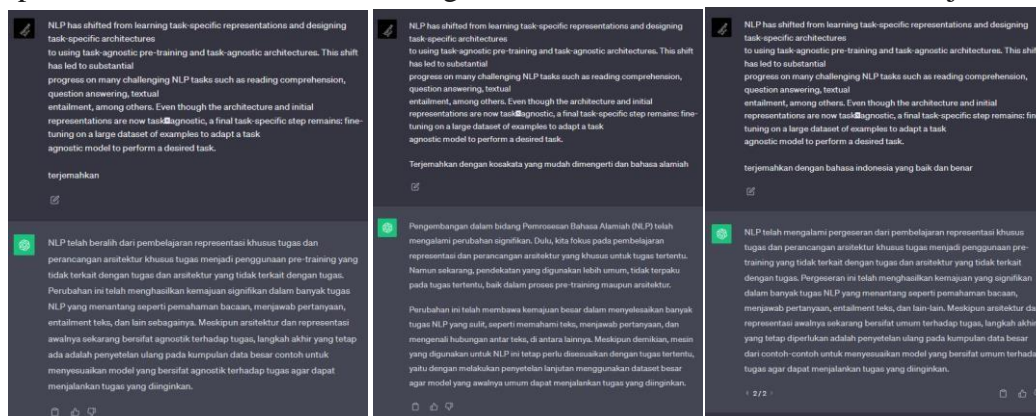 NLP has shifted from learning task-specific representations and designing
task-specific architectures
to using task-agnostic pre-training and task-agnostic architectures. This shift
has led to substantial
progress on many challenging NLP tasks such as reading comprehension,
question answering, textual
entailment, among others. Even though the architecture and initial
representations are now task-agnostic, a final task-specific step remains: fine-
tuning on a large dataset of examples to adapt a task
agnostic model to perform a desired task.
terjemahkan
NLP telah beralih dari pembelajaran representasi khusus tugas dan
perancangan arsitektur khusus tugas menjadi penggunaan pre-training yang
tidak terkait dengan tugas dan arsitektur yang tidak terkait dengan tugas.
Perubahan ini telah menghasilkan kemajuan signifikan dalam banyak tugas
NLP yang menantang seperti pemahaman bacaan, menjawab pertanyaan,
entailment teks, dan lain sebagainya. Meskipun arsitektur dan representasi
awalnya sekarang bersifat agnostik terhadap tugas, langkah akhir yang tetap
ada adalah penyetelan ulang pada kumpulan data besar contoh untuk
menyesuaikan model yang bersifat agnostik terhadap tugas agar dapat
menjalankan tugas yang diinginkan.
NLP has shifted from learning task-specific representations and designing
task-specific architectures
to using task-agnostic pre-training and task-agnostic architectures. This shift
has led to substantial
progress on many challenging NLP tasks such as reading comprehension,
question answering, textual
entailment, among others. Even though the architecture and initial
representations are now task-agnostic, a final task-specific step remains: fine-
tuning on a large dataset of examples to adapt a task
agnostic model to perform a desired task.
Terjemahkan dengan kosakata yang mudah dimengerti dan bahasa alamiah
Pengembangan dalam bidang Pemrosesan Bahasa Alamiah (NLP) telah
mengalami perubahan signifikan. Dulu, kita fokus pada pembelajaran
representasi dan perancangan arsitektur yang khusus untuk tugas tertentu.
Namun sekarang, pendekatan yang digunakan lebih umum, tidak terpaku
pada tugas tertentu, baik dalam proses pre-training maupun arsitektur.
Perubahan ini telah membawa kemajuan besar dalam menyelesaikan banyak
tugas NLP yang sulit, seperti memahami teks, menjawab pertanyaan, dan
mengenali hubungan antar teks, di antara lainnya. Meskipun demikian, mesin
yang digunakan untuk NLP ini tetap perlu disesuaikan dengan tugas tertentu,
yaitu dengan melakukan penyetelan lanjutan menggunakan dataset besar
agar model yang awalnya umum dapat menjalankan tugas yang diinginkan.
NLP has shifted from learning task-specific representations and designing
task-specific architectures
to using task-agnostic pre-training and task-agnostic architectures. This shif
has led to substantial
progress on many challenging NLP tasks such as reading comprehension,
question answering, textual
entailment, among others. Even though the architecture and initial
representations are now task-agnostic, a final task-specific step remains: fin
tuning on a large dataset of examples to adapt a task
agnostic model to perform a desired task.
terjemahkan dengan bahasa indonesia yang baik dan benar
NLP telah mengalami pergeseran dari pembelajaran representasi khusus
tugas dan perancangan arsitektur khusus tugas menjadi penggunaan pre-
training yang tidak terkait dengan tugas dan arsitektur yang tidak terkait
dengan tugas. Pergeseran ini telah menghasilkan kemajuan yang signifikan
dalam banyak tugas NLP yang menantang seperti pemahaman bacaan,
menjawab pertanyaan, entailment teks, dan lain-lain. Meskipun arsitektur da
representasi awalnya sekarang bersifat umum terhadap tugas, langkah akhir
yang tetap diperlukan adalah penyetelan ulang pada kumpulan data besar
dari contoh-contoh untuk menyesuaikan model yang bersifat umum terhada
tugas agar dapat menjalankan tugas yang diinginkan.
2/2